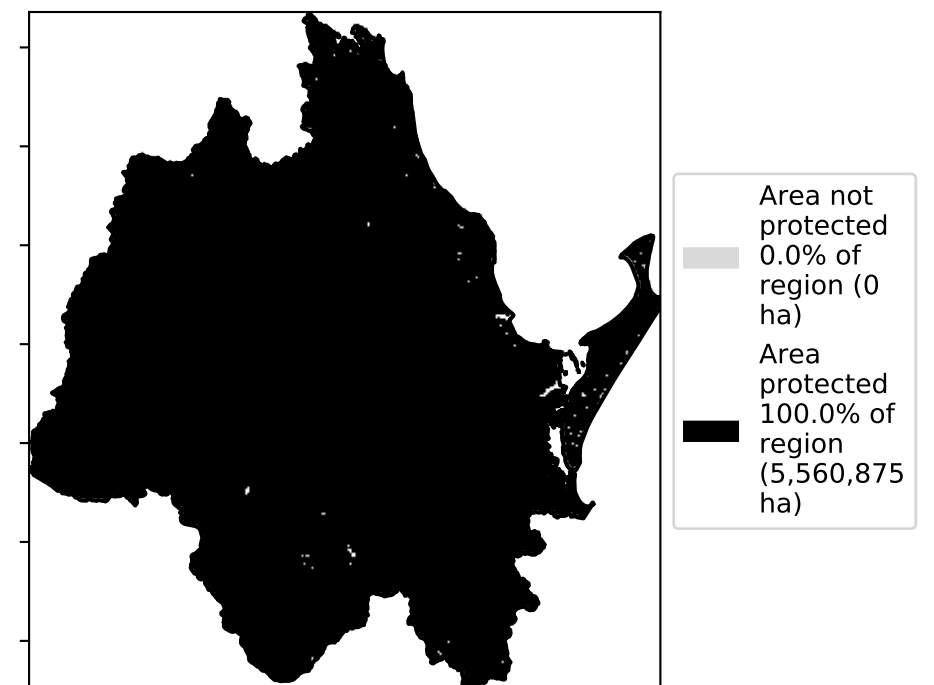 Area not
protected
0.0% of
region (0
ha)
Area
protected
100.0% of
region
(5,560,875
ha)